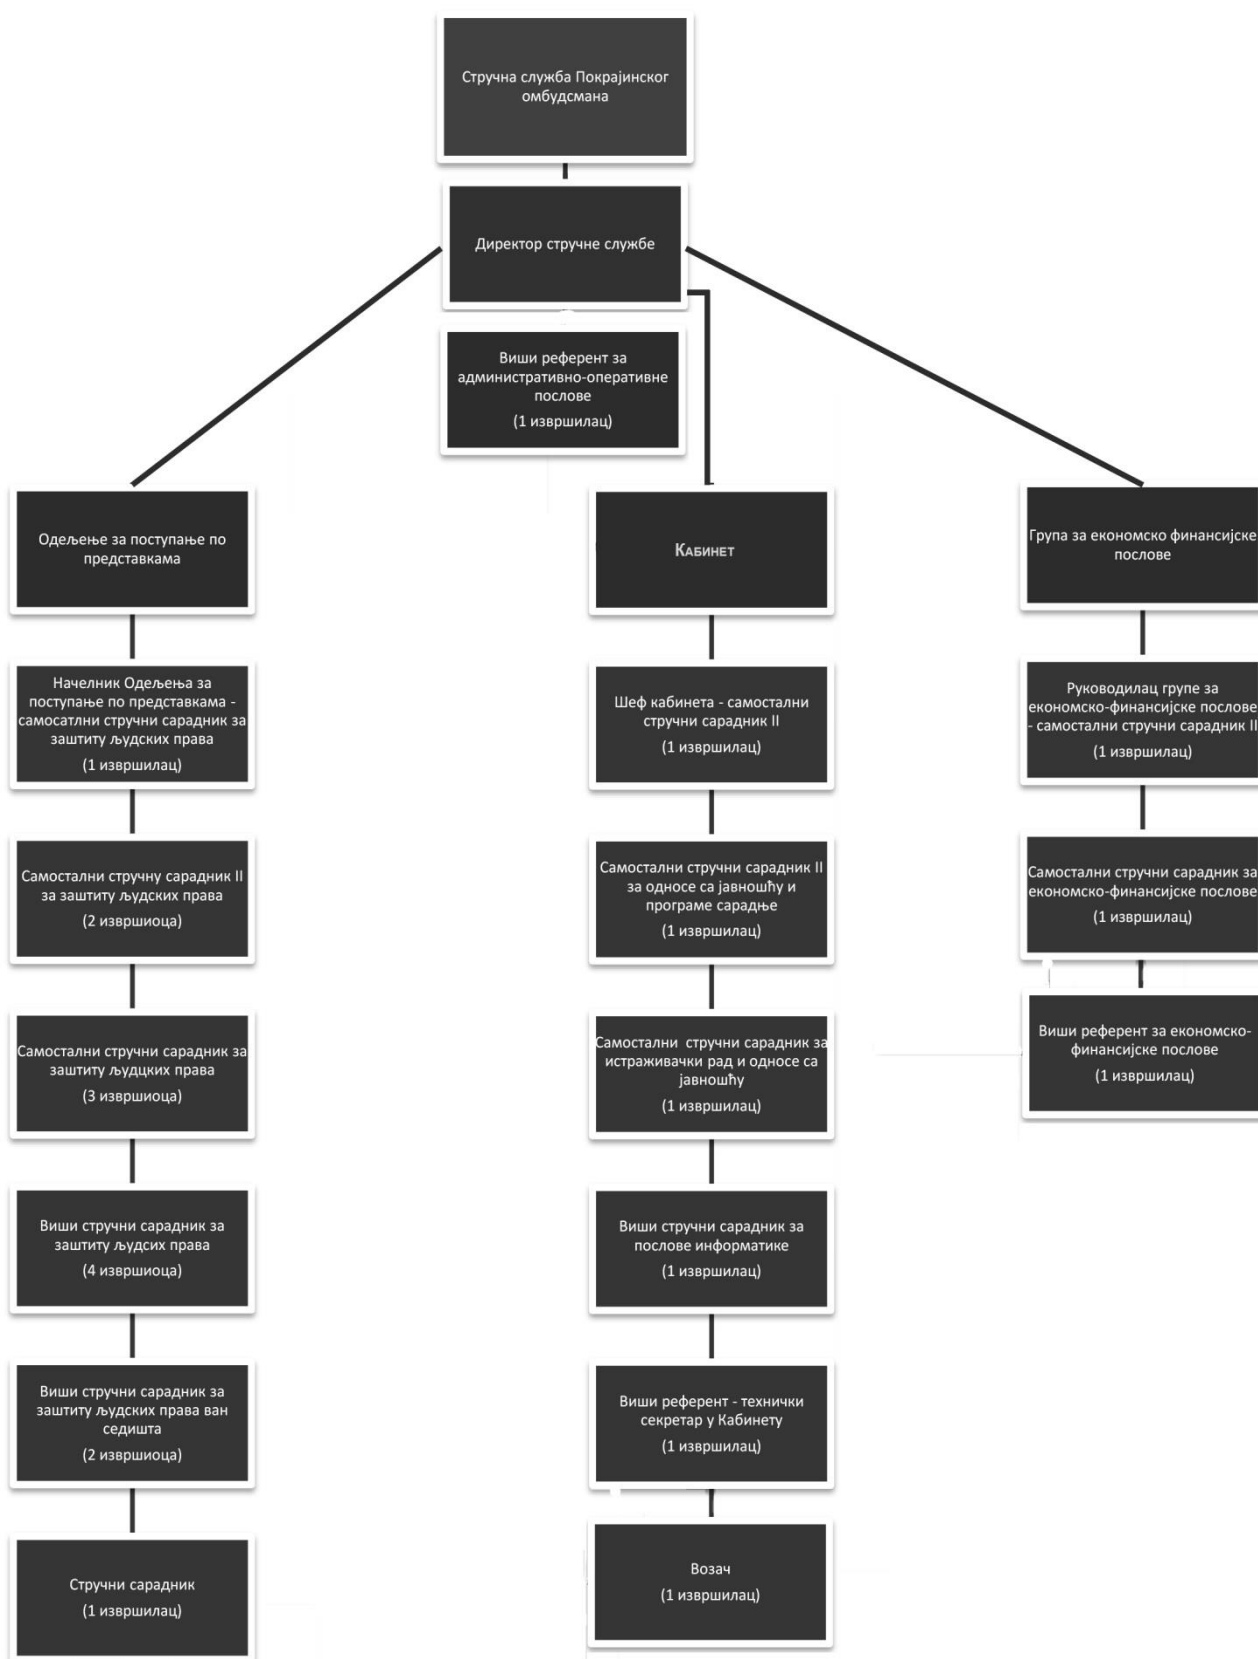 Стручна служба Покрајинског
омбудсмана
Директор стручне службе
Виши референт за
административно-оперативне
послове
(1 извршилац)
Одељење за поступање по
представкама
Начелник Одељења за
поступање по представкама -
самосатлни стручни сарадник за
заштиту људских права
(1 извршилац)
Самостални стручну сарадник II
за заштиту људских права
(2 извршиоца)
Самостални стручни сарадник за
заштиту људцких права
(3 извршиоца)
Виши стручни сарадник за
заштиту људсих права
(4 извршиоца)
Виши стручни сарадник за
заштиту људских права ван
седишта
(2 извршиоца)
Стручни сарадник
(1 извршилац)
КАБИНЕТ
Шеф кабинета - самостални
стручни сарадник II
(1 извршилац)
Самостални стручни сарадник II
за односе са јавношћу и
програме сарадње
(1 извршилац)
Самостални стручни сарадник за
истраживачки рад и односе са
јавношћу
(1 извршилац)
Виши стручни сарадник за
послове информатике
(1 извршилац)
Виши референт - технички
секретар у Кабинету
(1 извршилац)
Возач
(1 извршилац)
Група за економско финансијске
послове
Руководилац групе за
економско-финансијске послове
- самостални стручни сарадник II
(1 извршилац)
Самостални стручни сарадник за
економско-финансијске послове
(1 извршилац)
Виши референт за економско-
финансијске послове
(1 извршилац)